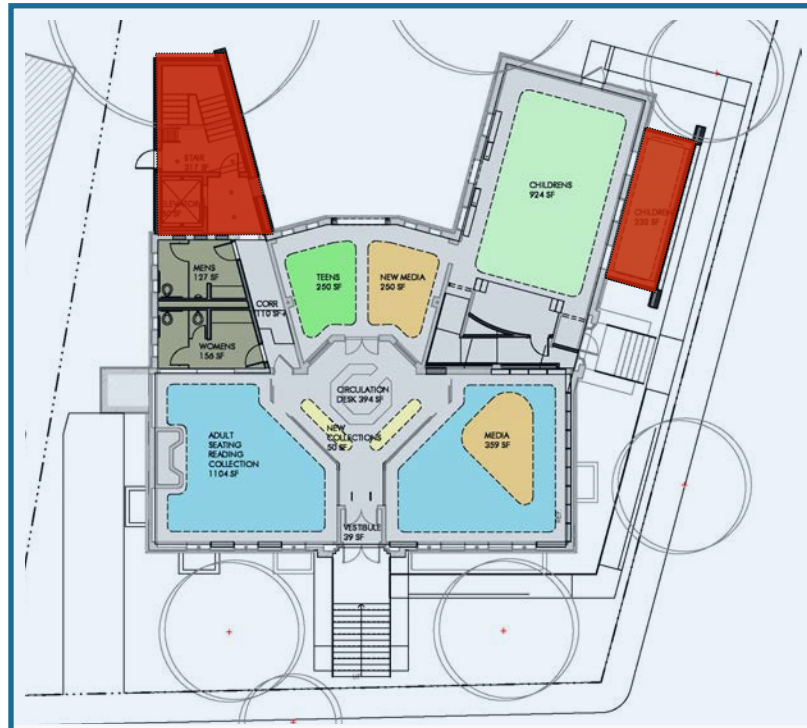 STAIR
217 SF
ELEVATOR
CHILDRENS
924 SF
230 SF
MENS
127 SF
TEENS
250 SF
NEW MEDIA
250 SF
CORR
110 SF
WOMENS
156 SF
CIRCULATION
DESK 394 SF
NEW
COLLECTIONS
50 SF
ADULT
SEATING
READING
COLLECTION
1104 SF
MEDIA
359 SF
VESTIBULE
39 SF